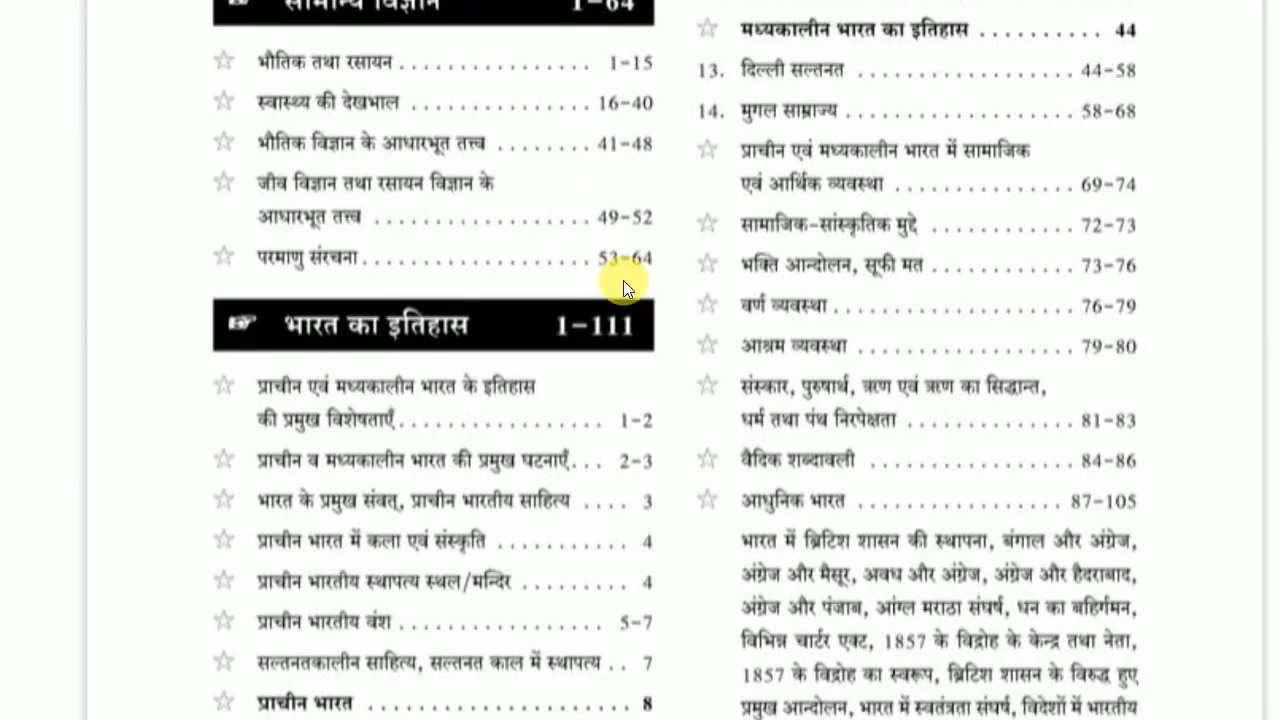 सामान्य विज्ञान 1-64
☆ भौतिक तथा रसायन . . . . . . . . . . . . . . . . 1-15
☆ स्वास्थ्य की देखभाल . . . . . . . . . . . . . . . 16-40
☆ भौतिक विज्ञान के आधारभूत तत्त्व . . . . . . . . 41-48
☆ जीव विज्ञान तथा रसायन विज्ञान के
आधारभूत तत्त्व . . . . . . . . . . . . . . . . . . 49-52
☆ परमाणु संरचना . . . . . . . . . . . . . . . . . . . 53-64
☞ भारत का इतिहास 1-111
☆ प्राचीन एवं मध्यकालीन भारत के इतिहास
की प्रमुख विशेषताएँ . . . . . . . . . . . . . . . . . 1-2
☆ प्राचीन व मध्यकालीन भारत की प्रमुख घटनाएँ. . . 2-3
☆ भारत के प्रमुख संवत्, प्राचीन भारतीय साहित्य . . . . 3
☆ प्राचीन भारत में कला एवं संस्कृति . . . . . . . . . . . 4
☆ प्राचीन भारतीय स्थापत्य स्थल/मन्दिर . . . . . . . . . 4
☆ प्राचीन भारतीय वंश . . . . . . . . . . . . . . . . . 5-7
☆ सल्तनतकालीन साहित्य, सल्तनत काल में स्थापत्य . . 7
☆ प्राचीन भारत . . . . . . . . . . . . . . . . . . . . . . 8
☆ मध्यकालीन भारत का इतिहास . . . . . . . . . . 44
13. दिल्ली सल्तनत . . . . . . . . . . . . . . . . . . 44-58
14. मुगल साम्राज्य . . . . . . . . . . . . . . . . . . . 58-68
☆ प्राचीन एवं मध्यकालीन भारत में सामाजिक
एवं आर्थिक व्यवस्था . . . . . . . . . . . . . . . 69-74
☆ सामाजिक-सांस्कृतिक मुद्दे . . . . . . . . . . . . 72-73
☆ भक्ति आन्दोलन, सूफी मत . . . . . . . . . . . . 73-76
☆ वर्ण व्यवस्था . . . . . . . . . . . . . . . . . . . . 76-79
☆ आश्रम व्यवस्था . . . . . . . . . . . . . . . . . . 79-80
☆ संस्कार, पुरुषार्थ, ऋण एवं ऋण का सिद्धान्त,
धर्म तथा पंथ निरपेक्षता . . . . . . . . . . . . . . 81-83
☆ वैदिक शब्दावली . . . . . . . . . . . . . . . . . 84-86
☆ आधुनिक भारत . . . . . . . . . . . . . . . . . 87-105
भारत में ब्रिटिश शासन की स्थापना, बंगाल और अंग्रेज,
अंग्रेज और मैसूर, अवध और अंग्रेज, अंग्रेज और हैदराबाद,
अंग्रेज और पंजाब, आंग्ल मराठा संघर्ष, धन का बहिर्गमन,
विभिन्न चार्टर एक्ट, 1857 के विद्रोह के केन्द्र तथा नेता,
1857 के विद्रोह का स्वरूप, ब्रिटिश शासन के विरुद्ध हुए
प्रमुख आन्दोलन, भारत में स्वतंत्रता संघर्ष, विदेशों में भारतीय